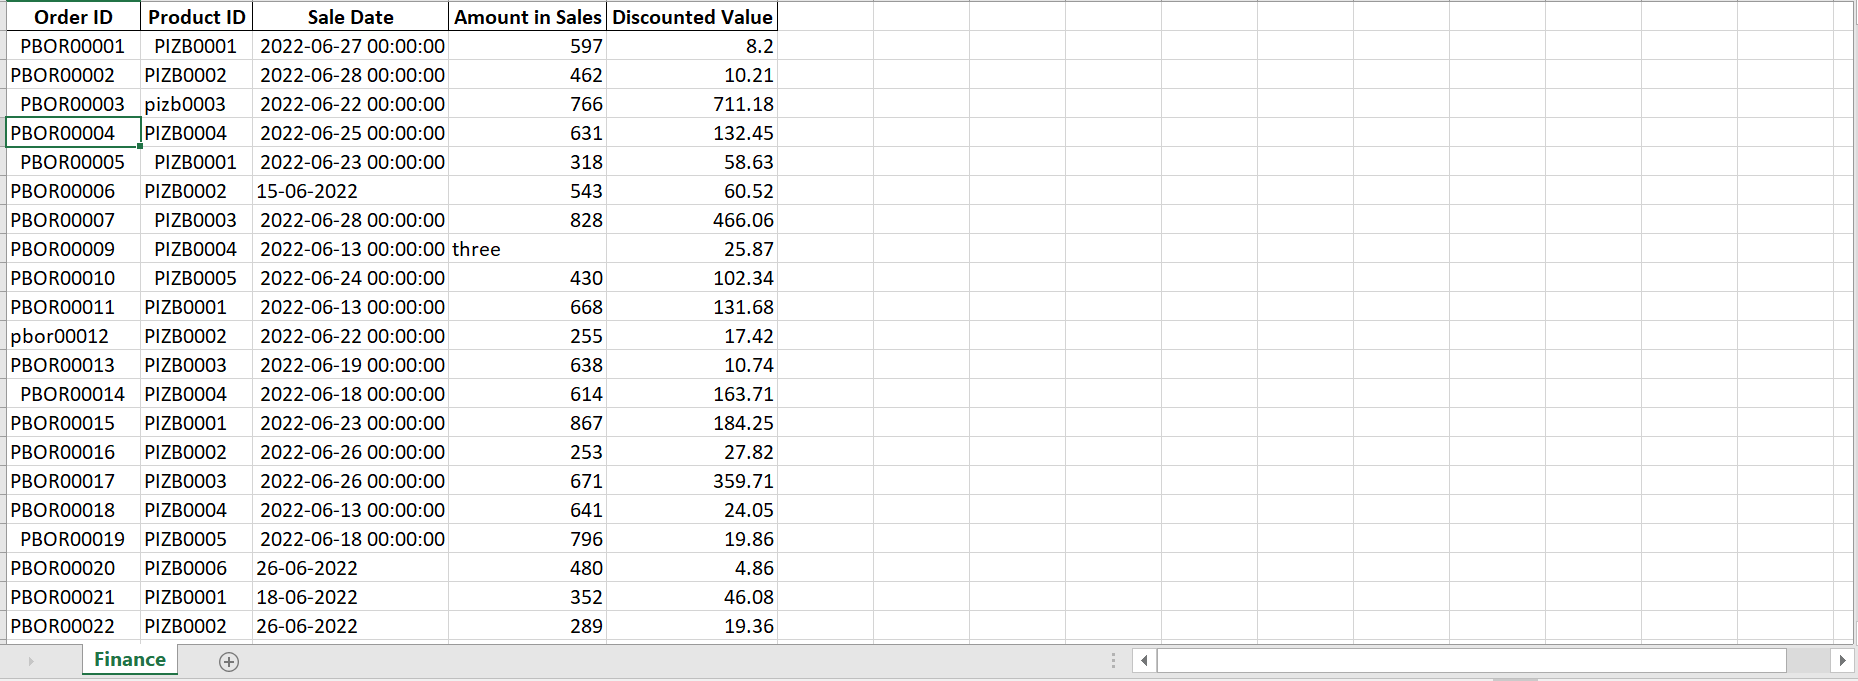 Order ID Product ID Sale Date Amount in Sales Discounted Value
PBOR00001 PIZB0001 2022-06-27 00:00:00 597 8.2
PBOR00002 PIZB0002 2022-06-28 00:00:00 462 10.21
PBOR00003 pizb0003 2022-06-22 00:00:00 766 711.18
PBOR00004 PIZB0004 2022-06-25 00:00:00 631 132.45
PBOR00005 PIZB0001 2022-06-23 00:00:00 318 58.63
PBOR00006 PIZB0002 15-06-2022 543 60.52
PBOR00007 PIZB0003 2022-06-28 00:00:00 828 466.06
PBOR00009 PIZB0004 2022-06-13 00:00:00 three 25.87
PBOR00010 PIZB0005 2022-06-24 00:00:00 430 102.34
PBOR00011 PIZB0001 2022-06-13 00:00:00 668 131.68
pbor00012 PIZB0002 2022-06-22 00:00:00 255 17.42
PBOR00013 PIZB0003 2022-06-19 00:00:00 638 10.74
PBOR00014 PIZB0004 2022-06-18 00:00:00 614 163.71
PBOR00015 PIZB0001 2022-06-23 00:00:00 867 184.25
PBOR00016 PIZB0002 2022-06-26 00:00:00 253 27.82
PBOR00017 PIZB0003 2022-06-26 00:00:00 671 359.71
PBOR00018 PIZB0004 2022-06-13 00:00:00 641 24.05
PBOR00019 PIZB0005 2022-06-18 00:00:00 796 19.86
PBOR00020 PIZB0006 26-06-2022 480 4.86
PBOR00021 PIZB0001 18-06-2022 352 46.08
PBOR00022 PIZB0002 26-06-2022 289 19.36
Finance